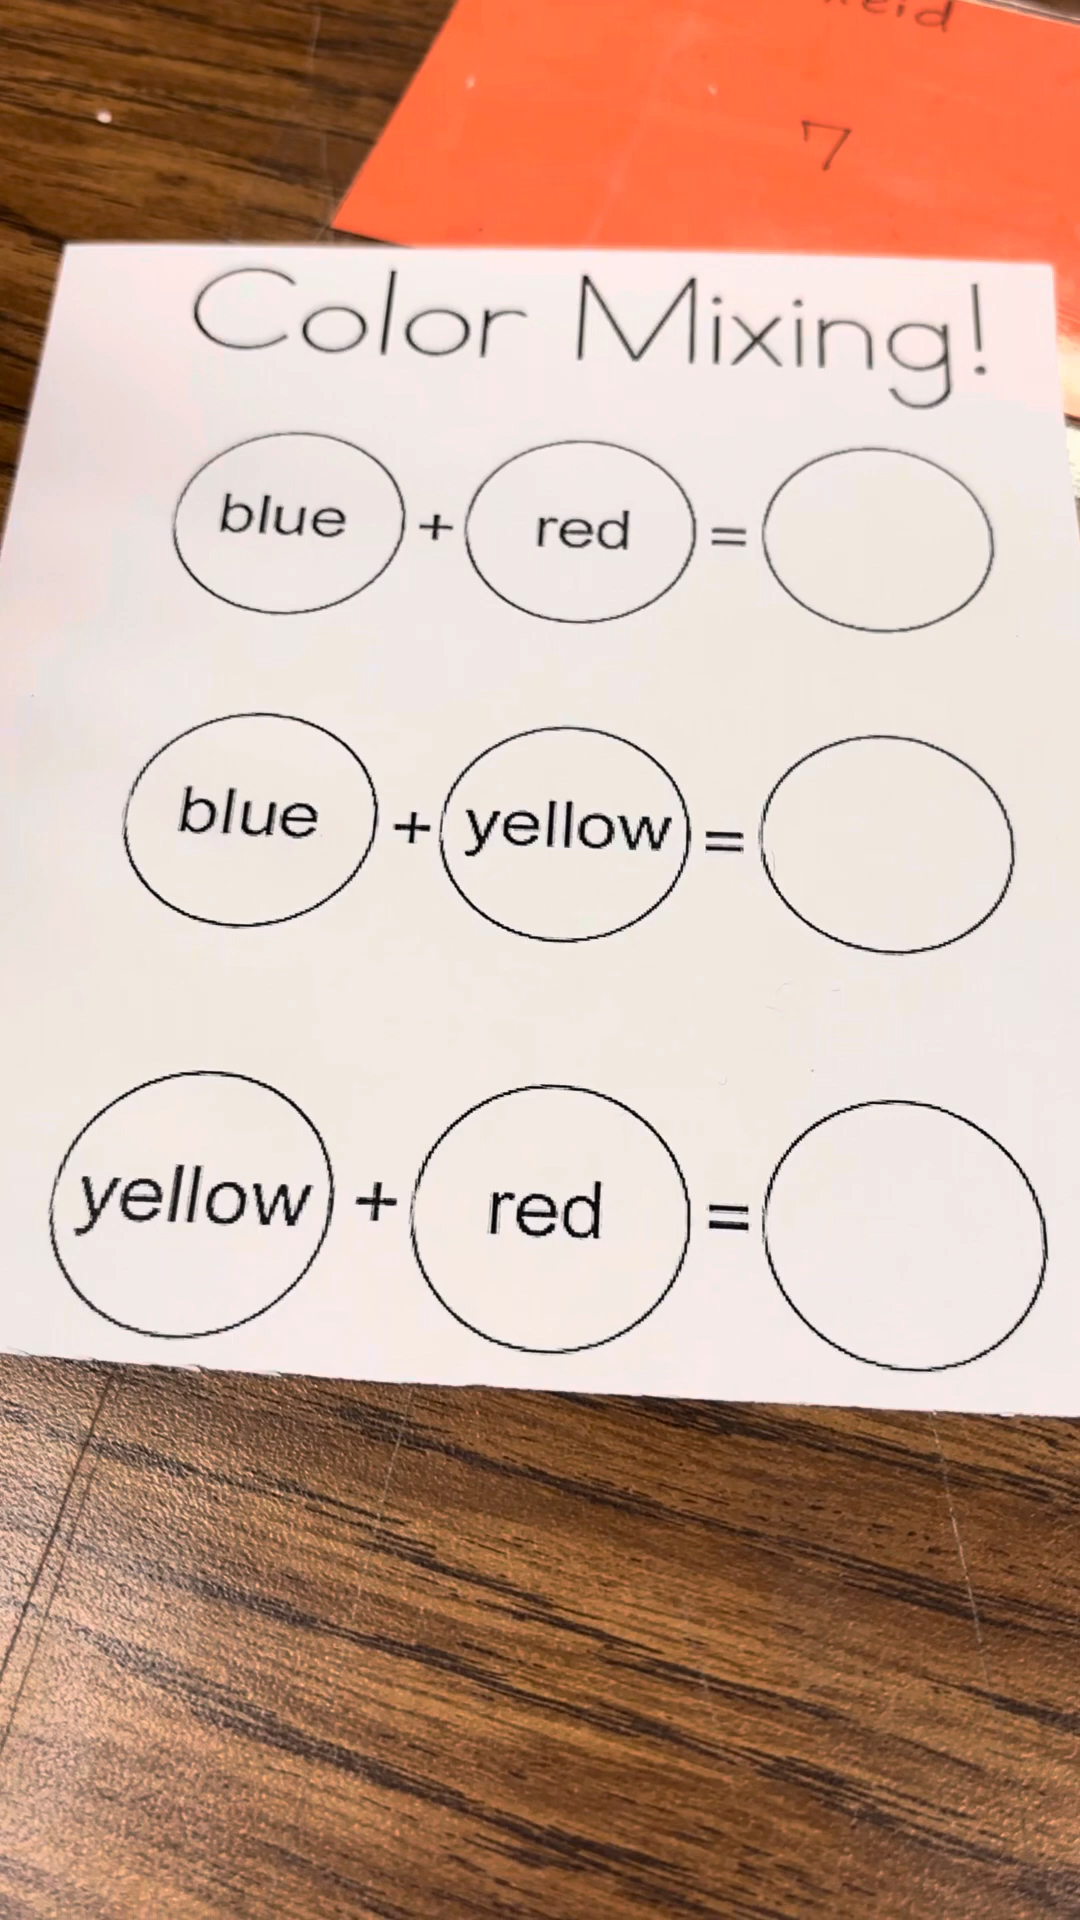 7
Color Mixing!
blue + red =
blue + yellow =
yellow + red =